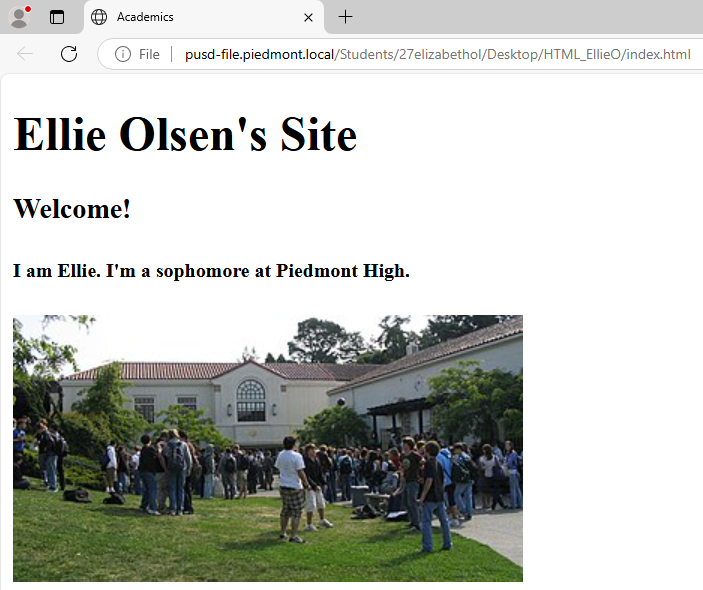 Academics
File pusd-file.piedmont.local/Students/27elizabethol/Desktop/HTML_EllieO/index.html
Ellie Olsen's Site
Welcome!
I am Ellie. I'm a sophomore at Piedmont High.